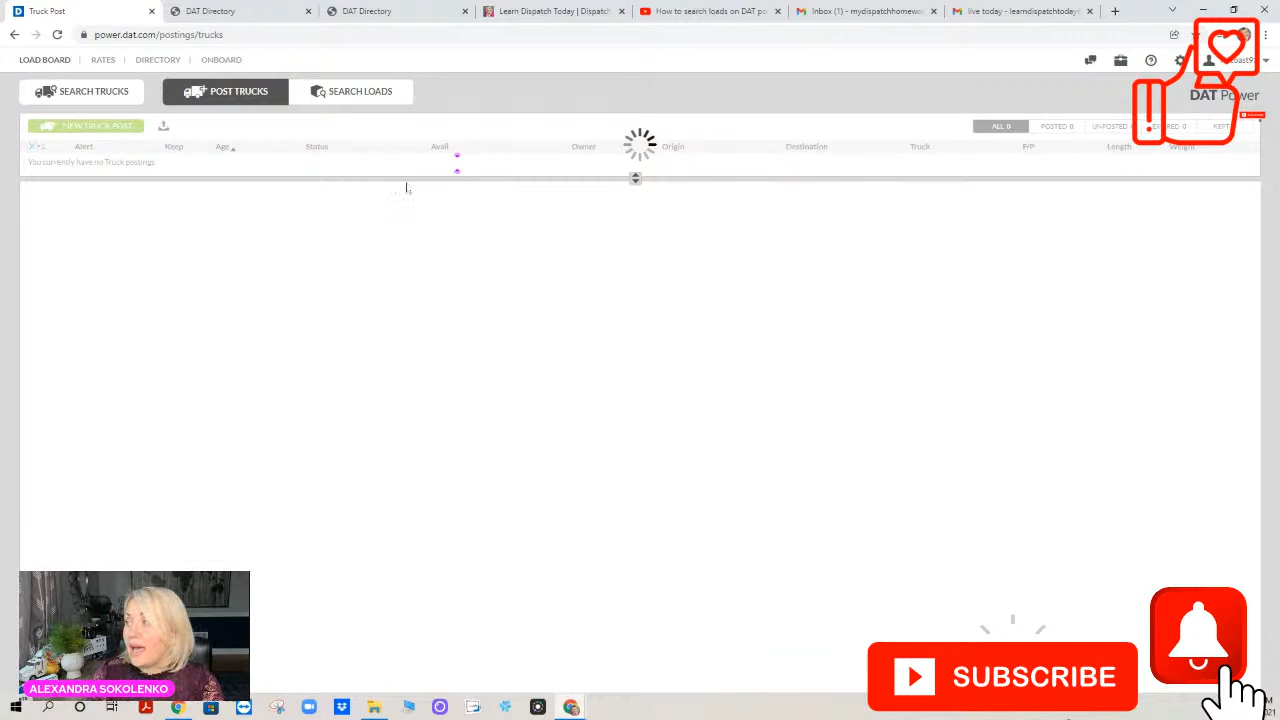 Truck Post
DAT Directory
DAT Directory
Learn Dispatch Today | Dispatch
How to search loads on DAT po
Inbox (1) - mydispatchhomewor
live today - learndispatchtoday
power.dat.com/postings/trucks
LOAD BOARD RATES DIRECTORY ONBOARD
SEARCH TRUCKS POST TRUCKS SEARCH LOADS
DAT Power
NEW TRUCK POST
ALL 0 POSTED 0
Alert Keep Age Status Avail Owner Origin Destination Truck F/P Length Weight
You currently have no Truck postings.
ALEXANDRA SOKOLENKO
SUBSCRIBE